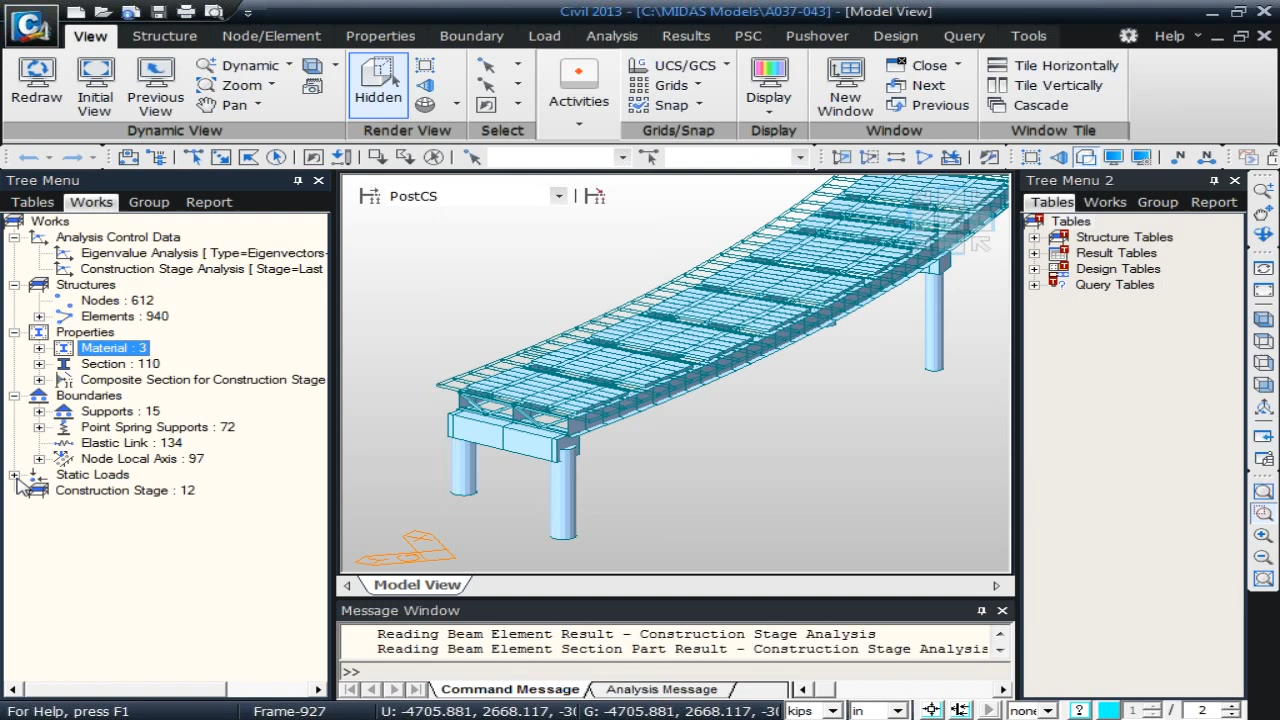 Civil 2013 - [C:\MIDAS Models\A037-043] - [Model View]
View Structure Node/Element Properties Boundary Load Analysis Results PSC Pushover Design Query Tools Help
Redraw
Initial View
Previous View
Dynamic
Zoom
Pan
Dynamic View
Hidden
Render View
Select
Activities
UCS/GCS
Grids
Snap
Grids/Snap
Display
Display
New Window
Close
Next
Previous
Window
Tile Horizontally
Tile Vertically
Cascade
Window Tile
Tree Menu
Tables Works Group Report
Works
Analysis Control Data
Eigenvalue Analysis [ Type=Eigenvectors-
Construction Stage Analysis [ Stage=Last
Structures
Nodes : 612
Elements : 940
Properties
Material : 3
Section : 110
Composite Section for Construction Stage
Boundaries
Supports : 15
Point Spring Supports : 72
Elastic Link : 134
Node Local Axis : 97
Static Loads
Construction Stage : 12
PostCS
Model View
Message Window
Reading Beam Element Result - Construction Stage Analysis
Reading Beam Element Section Part Result - Construction Stage Analysis
>>
Command Message Analysis Message
Tree Menu 2
Tables Works Group Report
Tables
Structure Tables
Result Tables
Design Tables
Query Tables
For Help, press F1 Frame-927 U: -4705.881, 2668.117, -30 G: -4705.881, 2668.117, -30 kips in none 1 / 2